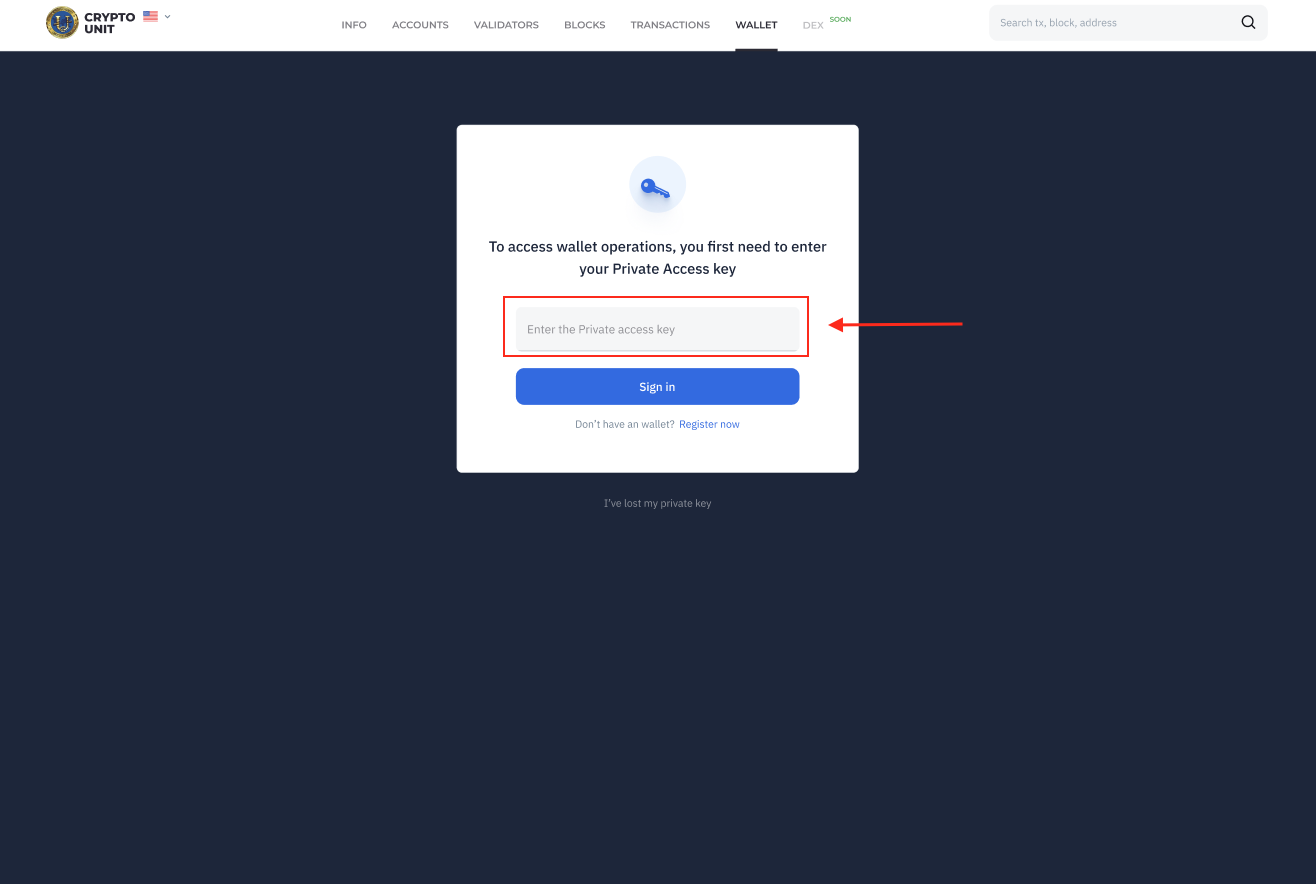 CRYPTO
UNIT
INFO ACCOUNTS VALIDATORS BLOCKS TRANSACTIONS WALLET DEX SOON
Search tx, block, address
To access wallet operations, you first need to enter
your Private Access key
Enter the Private access key
Sign in
Don't have an wallet? Register now
I've lost my private key